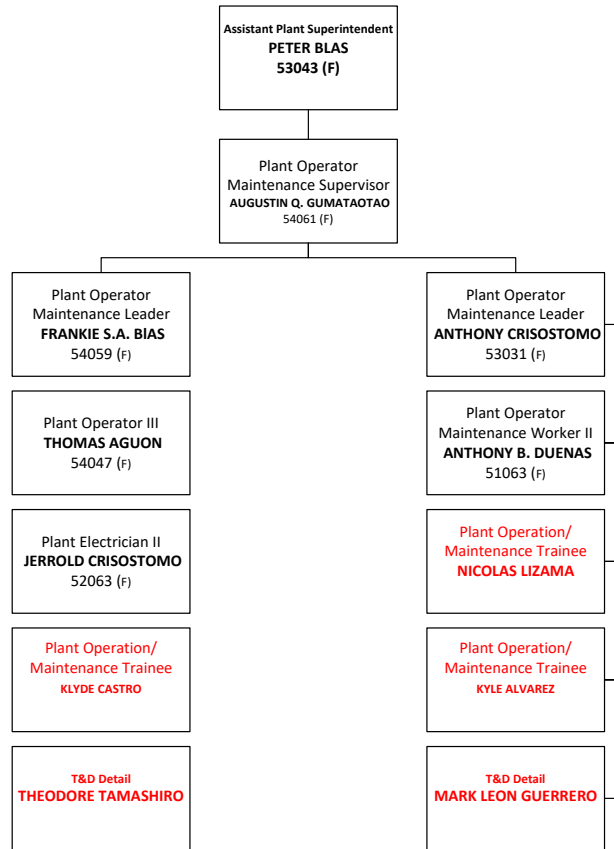 Assistant Plant Superintendent
PETER BLAS
53043 (F)
Plant Operator
Maintenance Supervisor
AUGUSTIN Q. GUMATAOTAO
54061 (F)
Plant Operator
Maintenance Leader
FRANKIE S.A. BlAS
54059 (F)
Plant Operator III
THOMAS AGUON
54047 (F)
Plant Electrician II
JERROLD CRISOSTOMO
52063 (F)
Plant Operation/
Maintenance Trainee
KLYDE CASTRO
T&D Detail
THEODORE TAMASHIRO
Plant Operator
Maintenance Leader
ANTHONY CRISOSTOMO
53031 (F)
Plant Operator
Maintenance Worker II
ANTHONY B. DUENAS
51063 (F)
Plant Operation/
Maintenance Trainee
NICOLAS LIZAMA
Plant Operation/
Maintenance Trainee
KYLE ALVAREZ
T&D Detail
MARK LEON GUERRERO